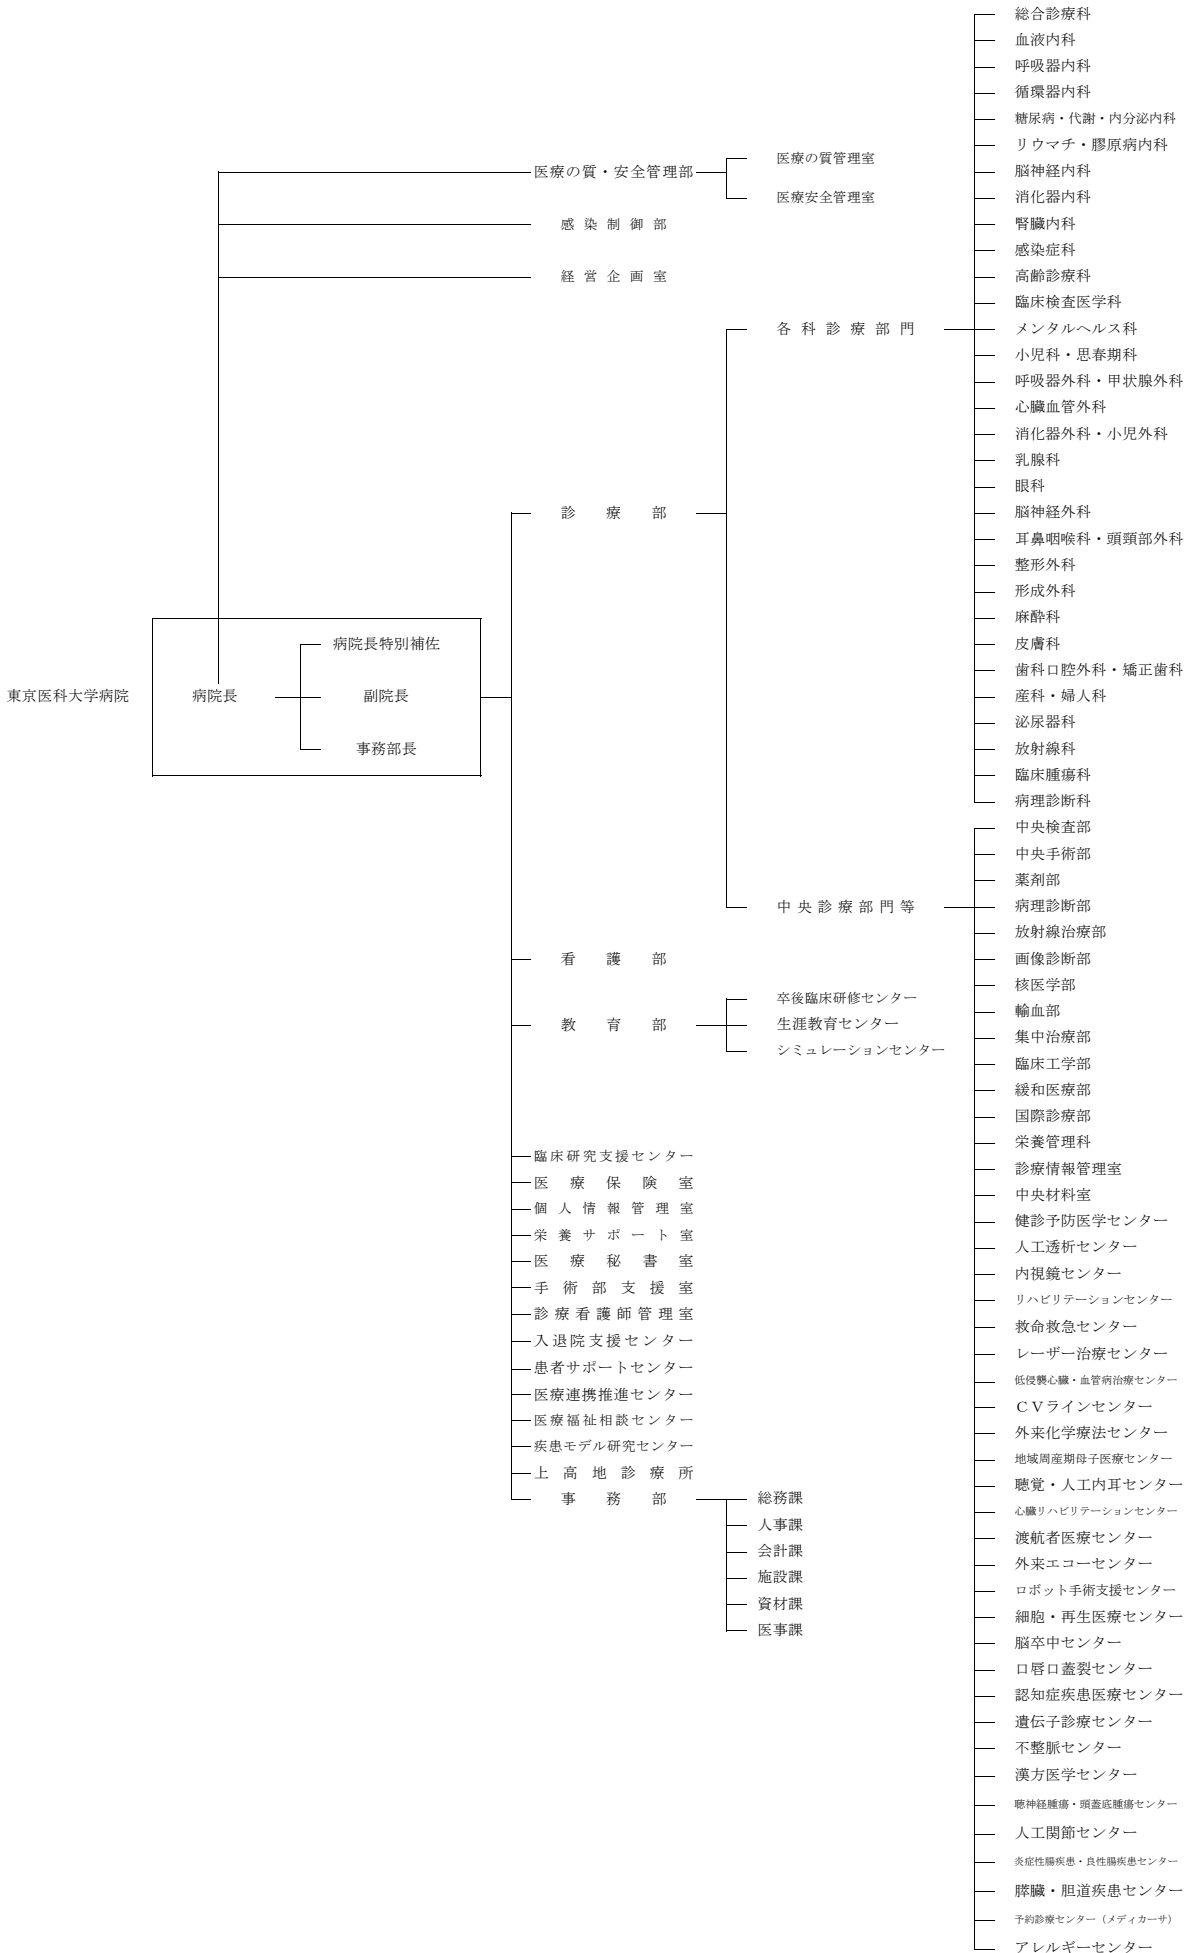 東京医科大学病院
病院長
病院長特別補佐
副院長
事務部長
医療の質・安全管理部
医療の質管理室
医療安全管理室
感染制御部
経営企画室
診療部
各科診療部門
総合診療科
血液内科
呼吸器内科
循環器内科
糖尿病・代謝・内分泌内科
リウマチ・膠原病内科
脳神経内科
消化器内科
腎臓内科
感染症科
高齢診療科
臨床検査医学科
メンタルヘルス科
小児科・思春期科
呼吸器外科・甲状腺外科
心臓血管外科
消化器外科・小児外科
乳腺科
眼科
脳神経外科
耳鼻咽喉科・頭頸部外科
整形外科
形成外科
麻酔科
皮膚科
歯科口腔外科・矯正歯科
産科・婦人科
泌尿器科
放射線科
臨床腫瘍科
病理診断科
中央診療部門等
中央検査部
中央手術部
薬剤部
病理診断部
放射線治療部
画像診断部
核医学部
輸血部
集中治療部
臨床工学部
緩和医療部
国際診療部
栄養管理科
診療情報管理室
中央材料室
健診予防医学センター
人工透析センター
内視鏡センター
リハビリテーションセンター
救命救急センター
レーザー治療センター
低侵襲心臓・血管病治療センター
ＣＶラインセンター
外来化学療法センター
地域周産期母子医療センター
聴覚・人工内耳センター
心臓リハビリテーションセンター
渡航者医療センター
外来エコーセンター
ロボット手術支援センター
細胞・再生医療センター
脳卒中センター
口唇口蓋裂センター
認知症疾患医療センター
遺伝子診療センター
不整脈センター
漢方医学センター
聴神経腫瘍・頭蓋底腫瘍センター
人工関節センター
炎症性腸疾患・良性腸疾患センター
膵臓・胆道疾患センター
予約診療センター（メディカーサ）
アレルギーセンター
看護部
教育部
卒後臨床研修センター
生涯教育センター
シミュレーションセンター
臨床研究支援センター
医療保険室
個人情報管理室
栄養サポート室
医療秘書室
手術部支援室
診療看護師管理室
入退院支援センター
患者サポートセンター
医療連携推進センター
医療福祉相談センター
疾患モデル研究センター
上高地診療所
事務部
総務課
人事課
会計課
施設課
資材課
医事課